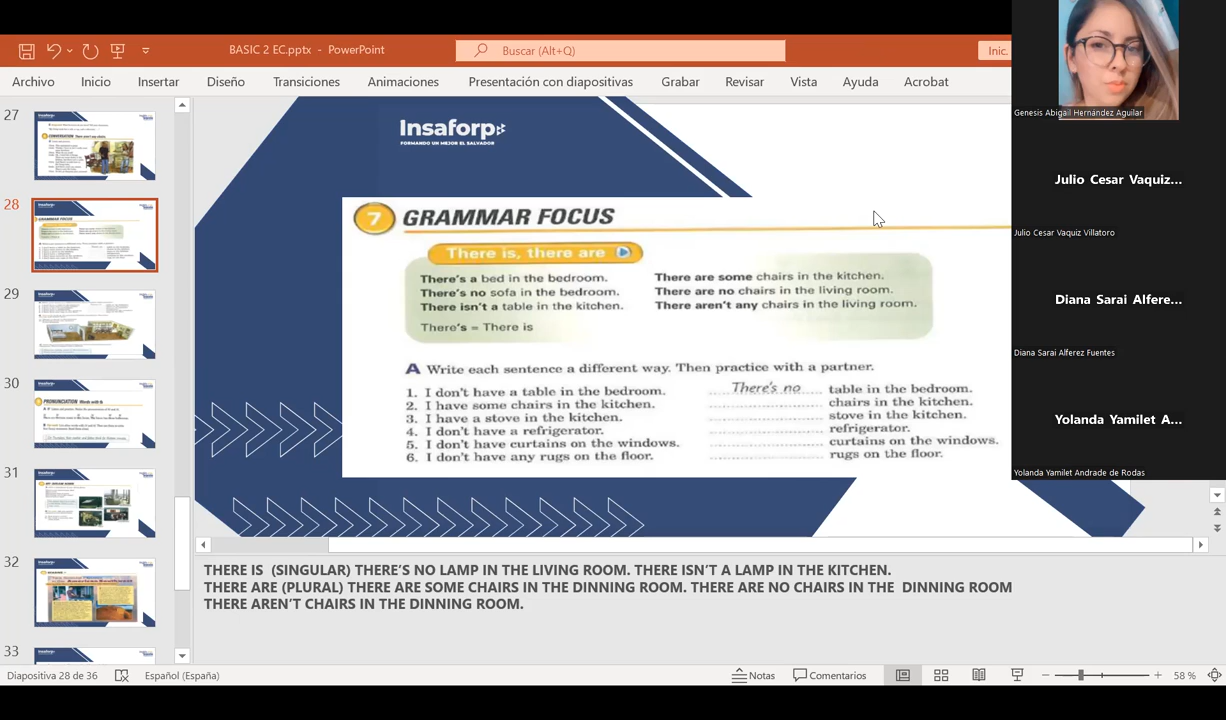 BASIC 2 EC.pptx - PowerPoint
Buscar (Alt+Q)
Inic.
Archivo Inicio Insertar Diseño Transiciones Animaciones Presentación con diapositivas Grabar Revisar Vista Ayuda Acrobat
27
28
29
30
31
32
33
Insaforp
FORMANDO UN MEJOR EL SALVADOR
7 GRAMMAR FOCUS
There is, there are
There's a bed in the bedroom.
There's no sofa in the bedroom.
There isn't a table in the kitchen.
There's = There is
There are some chairs in the kitchen.
There are no chairs in the living room.
There aren't any chairs in the living room.
A Write each sentence a different way. Then practice with a partner.
1. I don't have a table in the bedroom. There's no table in the bedroom.
2. I have some chairs in the kitchen. chairs in the kitchen.
3. I have a stove in the kitchen. stove in the kitchen.
4. I don't have a refrigerator. refrigerator.
5. I don't have curtains on the windows. curtains on the windows.
6. I don't have any rugs on the floor. rugs on the floor.
THERE IS (SINGULAR) THERE'S NO LAMP IN THE LIVING ROOM. THERE ISN'T A LAMP IN THE KITCHEN.
THERE ARE (PLURAL) THERE ARE SOME CHAIRS IN THE DINNING ROOM. THERE ARE NO CHAIRS IN THE DINNING ROOM
THERE AREN'T CHAIRS IN THE DINNING ROOM.
Diapositiva 28 de 36 Español (España) Notas Comentarios 58 %
Genesis Abigail Hernández Aguilar
Julio Cesar Vaquiz...
Julio Cesar Vaquiz Villatoro
Diana Sarai Alfere...
Diana Sarai Alferez Fuentes
Yolanda Yamilet A...
Yolanda Yamilet Andrade de Rodas